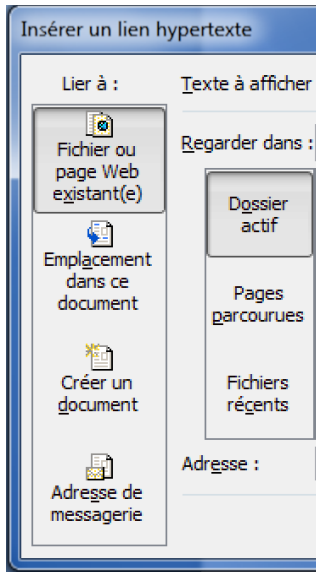 Insérer un lien hypertexte
Lier à :
Texte à afficher
Fichier ou
page Web
existant(e)
Emplacement
dans ce
document
Créer un
document
Adresse de
messagerie
Regarder dans :
Dossier
actif
Pages
parcourues
Fichiers
récents
Adresse :